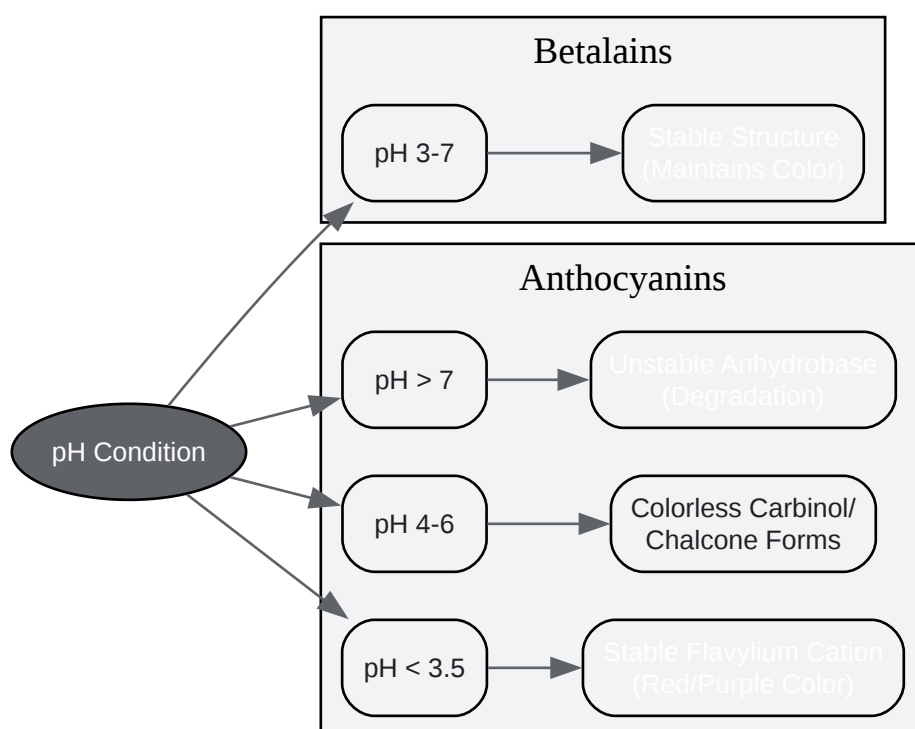 Betalains
pH 3-7
Stable Structure
(Maintains Color)
Anthocyanins
pH > 7
Unstable Anhydrobase
(Degradation)
pH Condition
pH 4-6
Colorless Carbinol/
Chalcone Forms
pH < 3.5
Stable Flavylium Cation
(Red/Purple Color)